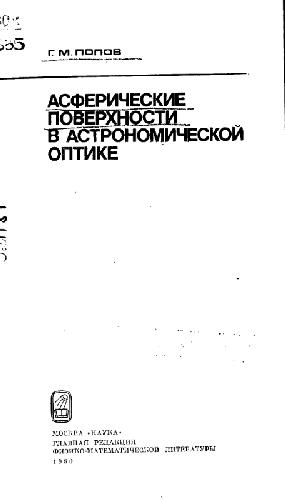 Г. М. ПОПОВ
АСФЕРИЧЕСКИЕ
ПОВЕРХНОСТИ
В АСТРОНОМИЧЕСКОЙ
ОПТИКЕ
МОСКВА «НАУКА»
ГЛАВНАЯ РЕДАКЦИЯ
ФИЗИКО-МАТЕМАТИЧЕСКОЙ ЛИТЕРАТУРЫ
1980